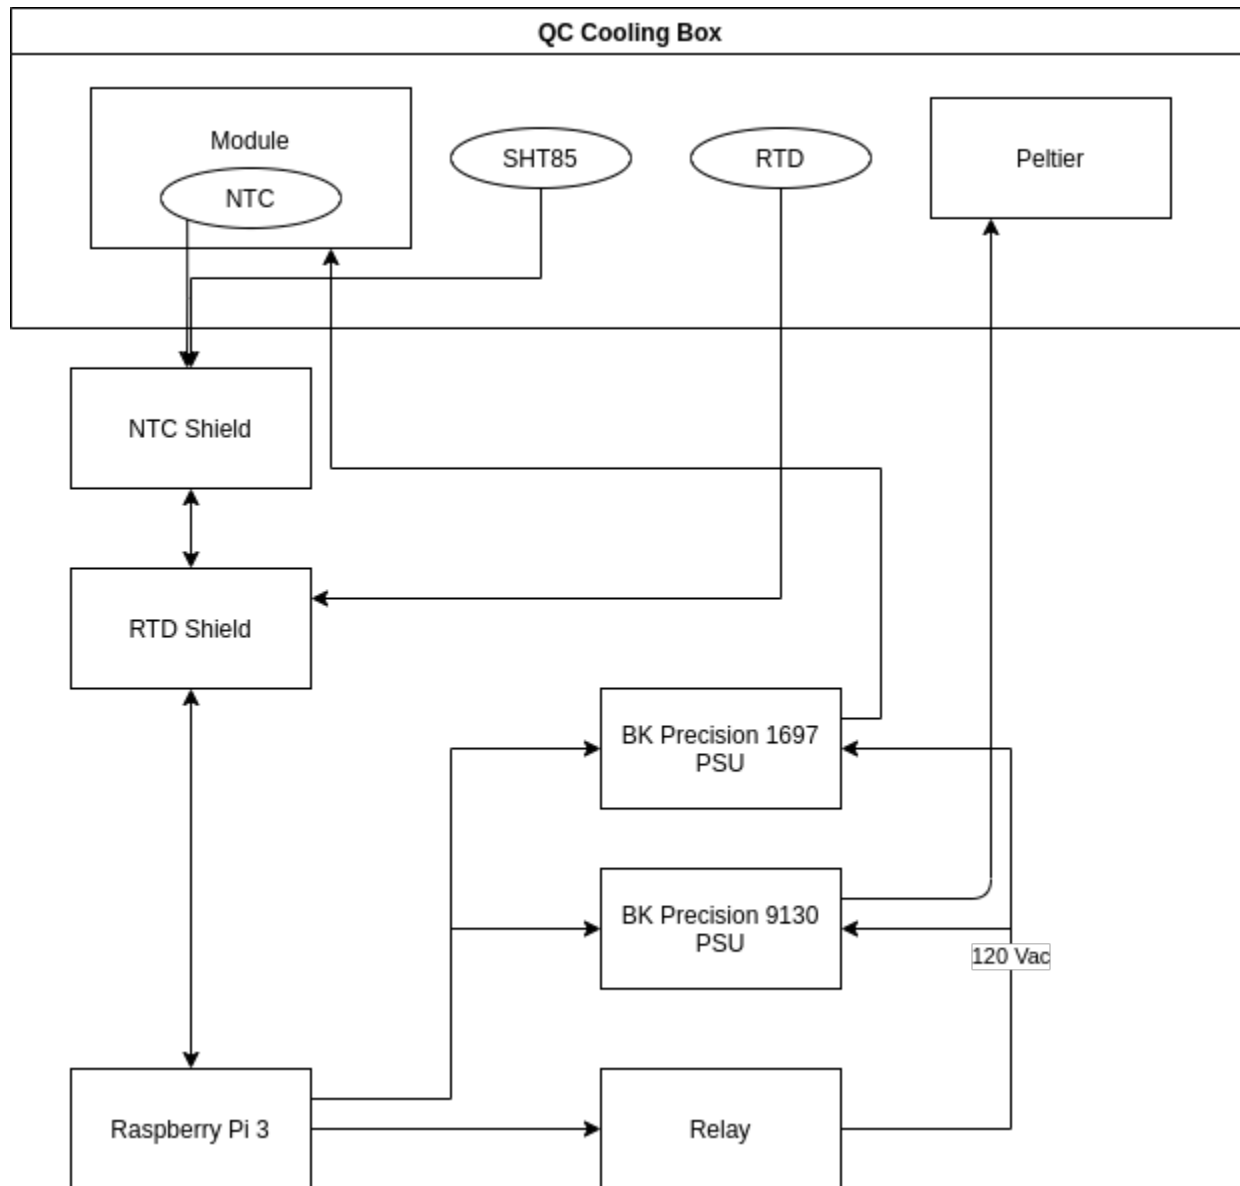 QC Cooling Box
Module
NTC
SHT85
RTD
Peltier
NTC Shield
RTD Shield
BK Precision 1697
PSU
BK Precision 9130
PSU
120 Vac
Raspberry Pi 3
Relay